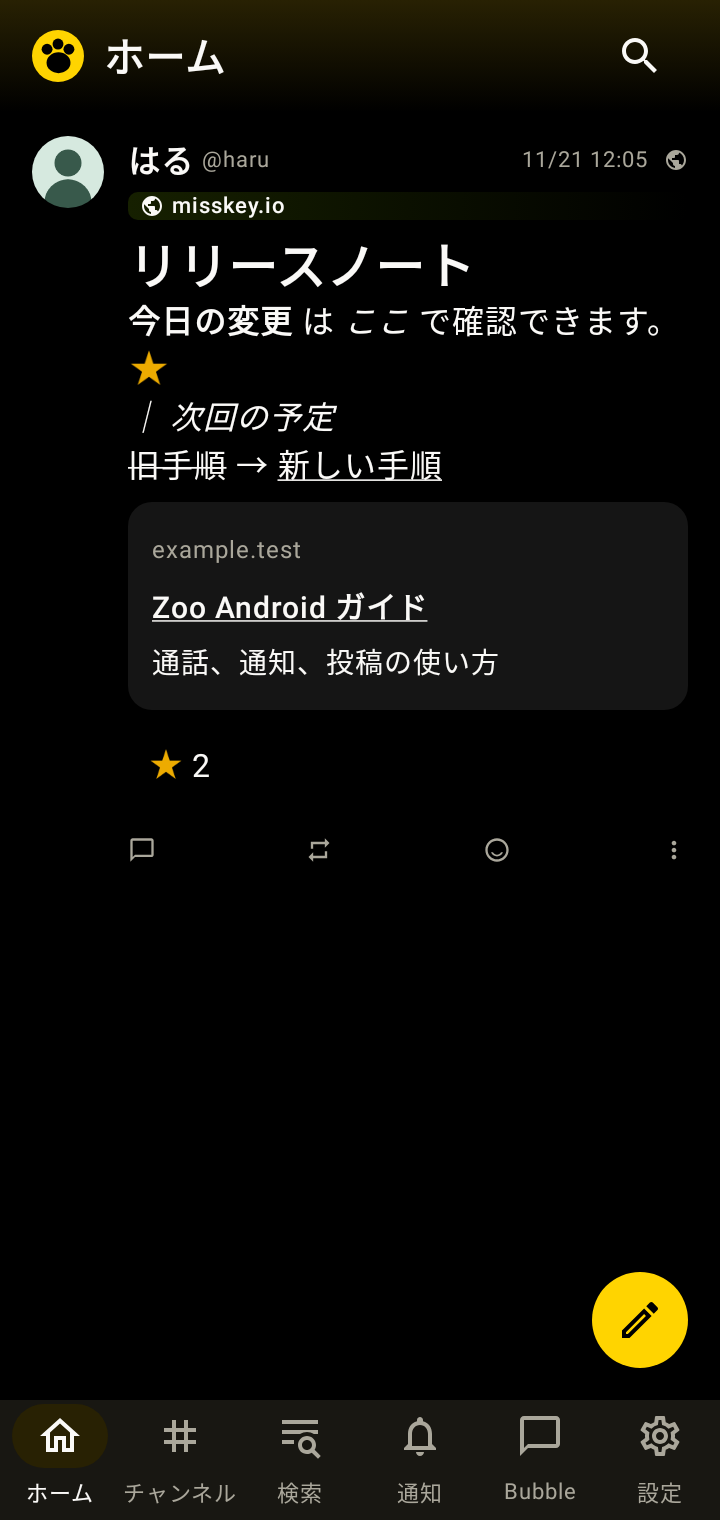 ホーム
はる @haru 11/21 12:05
misskey.io
リリースノート
今日の変更 は ここ で確認できます。
★
｜ 次回の予定
旧手順 → 新しい手順
example.test
Zoo Android ガイド
通話、通知、投稿の使い方
★ 2
ホーム チャンネル 検索 通知 Bubble 設定